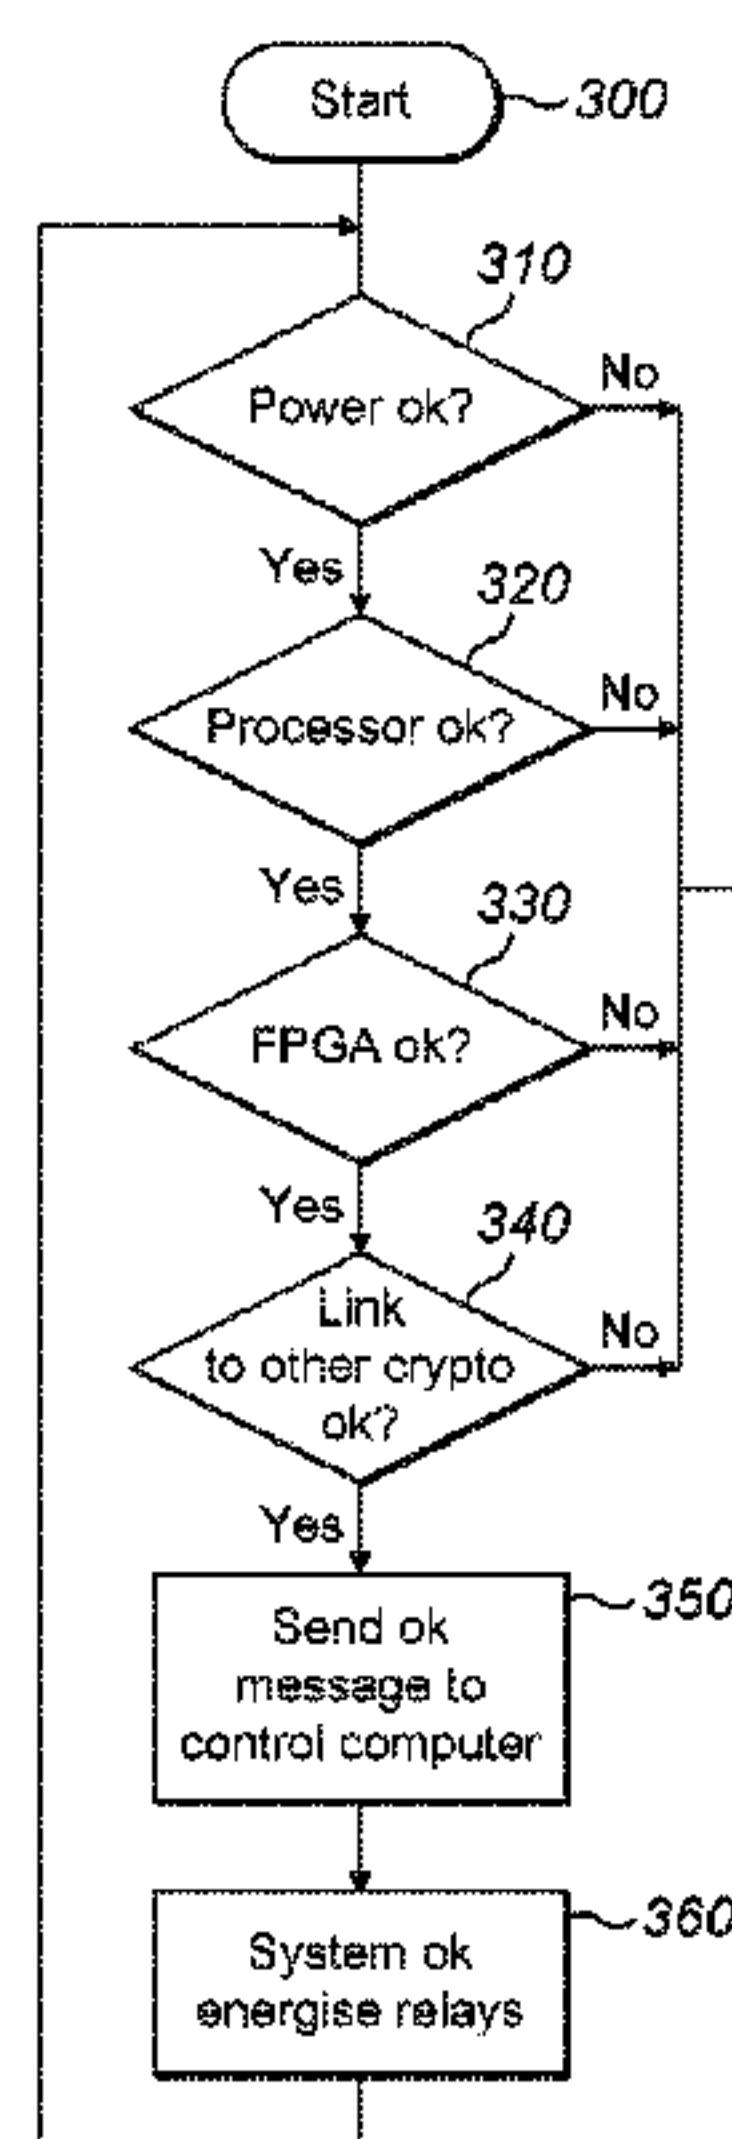 Start
300
310
Power ok?
No
Yes
320
Processor ok?
No
Yes
330
FPGA ok?
No
Yes
340
Link
to other crypto
ok?
No
Yes
350
Send ok
message to
control computer
360
System ok
energise relays